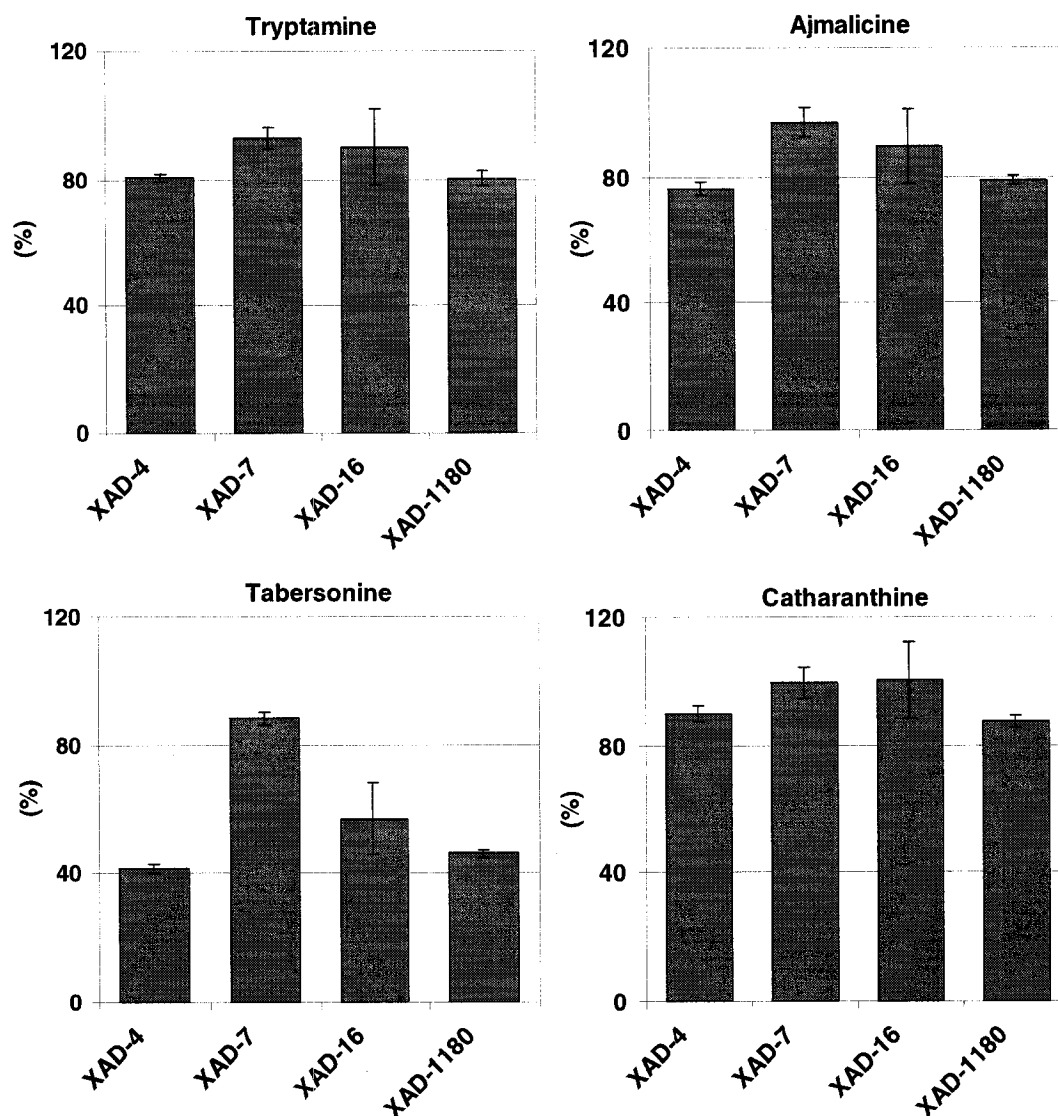 Tryptamine
120
80
40
0
(%)
XAD-4
XAD-7
XAD-16
XAD-1180
Ajmalicine
120
80
40
0
(%)
XAD-4
XAD-7
XAD-16
XAD-1180
Tabersonine
120
80
40
0
(%)
XAD-4
XAD-7
XAD-16
XAD-1180
Catharanthine
120
80
40
0
(%)
XAD-4
XAD-7
XAD-16
XAD-1180